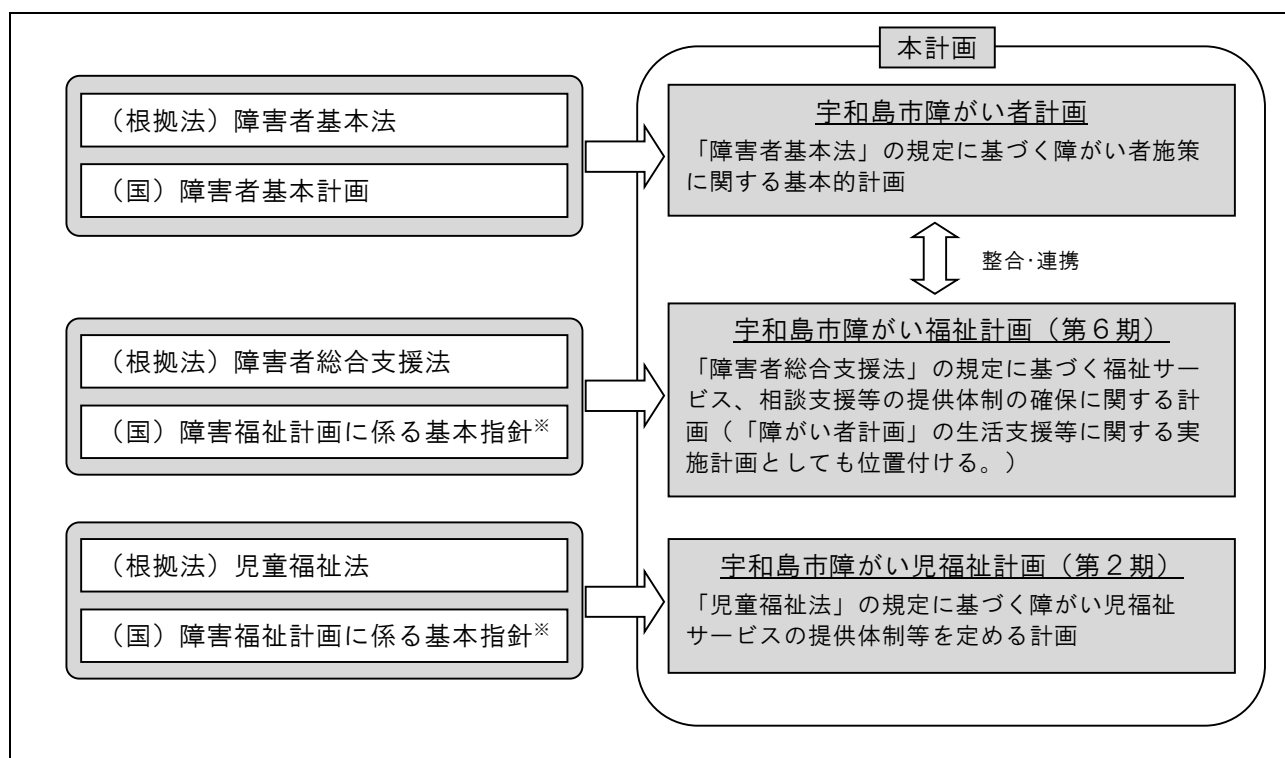 本計画
（根拠法）障害者基本法
（国）障害者基本計画
宇和島市障がい者計画
「障害者基本法」の規定に基づく障がい者施策
に関する基本的計画
整合･連携
（根拠法）障害者総合支援法
（国）障害福祉計画に係る基本指針※
宇和島市障がい福祉計画（第６期）
「障害者総合支援法」の規定に基づく福祉サー
ビス、相談支援等の提供体制の確保に関する計
画（「障がい者計画」の生活支援等に関する実
施計画としても位置付ける。）
（根拠法）児童福祉法
（国）障害福祉計画に係る基本指針※
宇和島市障がい児福祉計画（第２期）
「児童福祉法」の規定に基づく障がい児福祉
サービスの提供体制等を定める計画